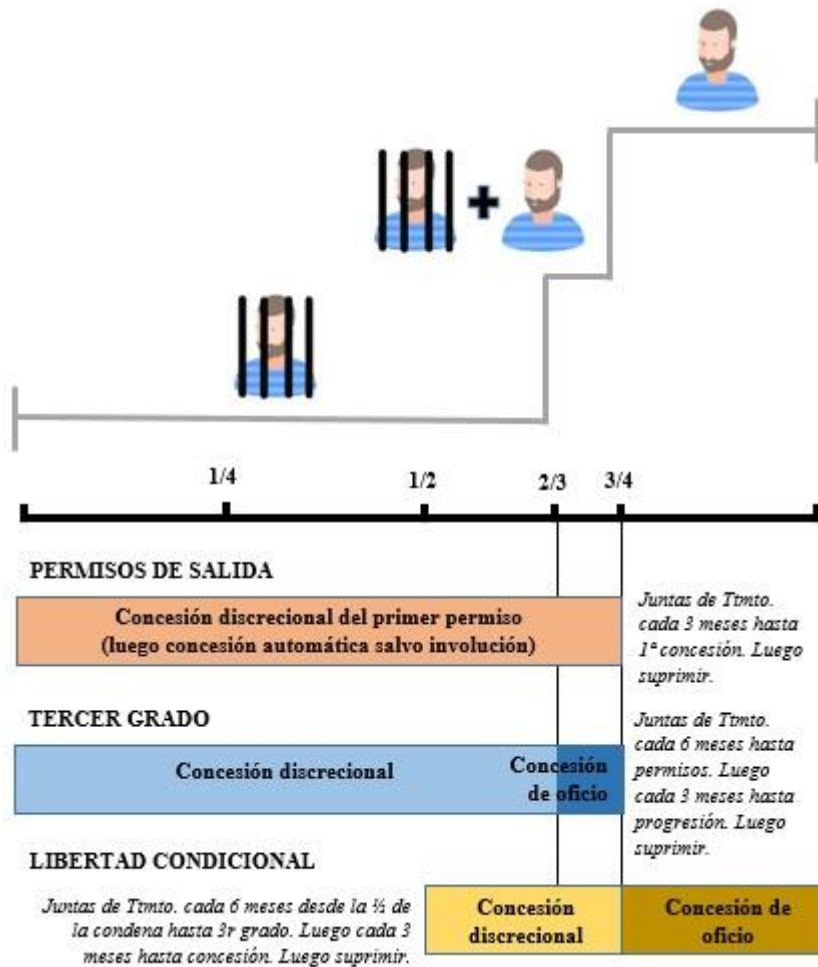 1/4
1/2
2/3
3/4
PERMISOS DE SALIDA
Concesión discrecional del primer permiso
(luego concesión automática salvo involución)
Juntas de Ttmto.
cada 3 meses hasta
1ª concesión. Luego
suprimir.
TERCER GRADO
Concesión discrecional
Concesión
de oficio
Juntas de Ttmto.
cada 6 meses hasta
permisos. Luego
cada 3 meses hasta
progresión. Luego
suprimir.
LIBERTAD CONDICIONAL
Juntas de Ttmto. cada 6 meses desde la ½ de
la condena hasta 3r grado. Luego cada 3
meses hasta concesión. Luego suprimir.
Concesión
discrecional
Concesión de
oficio